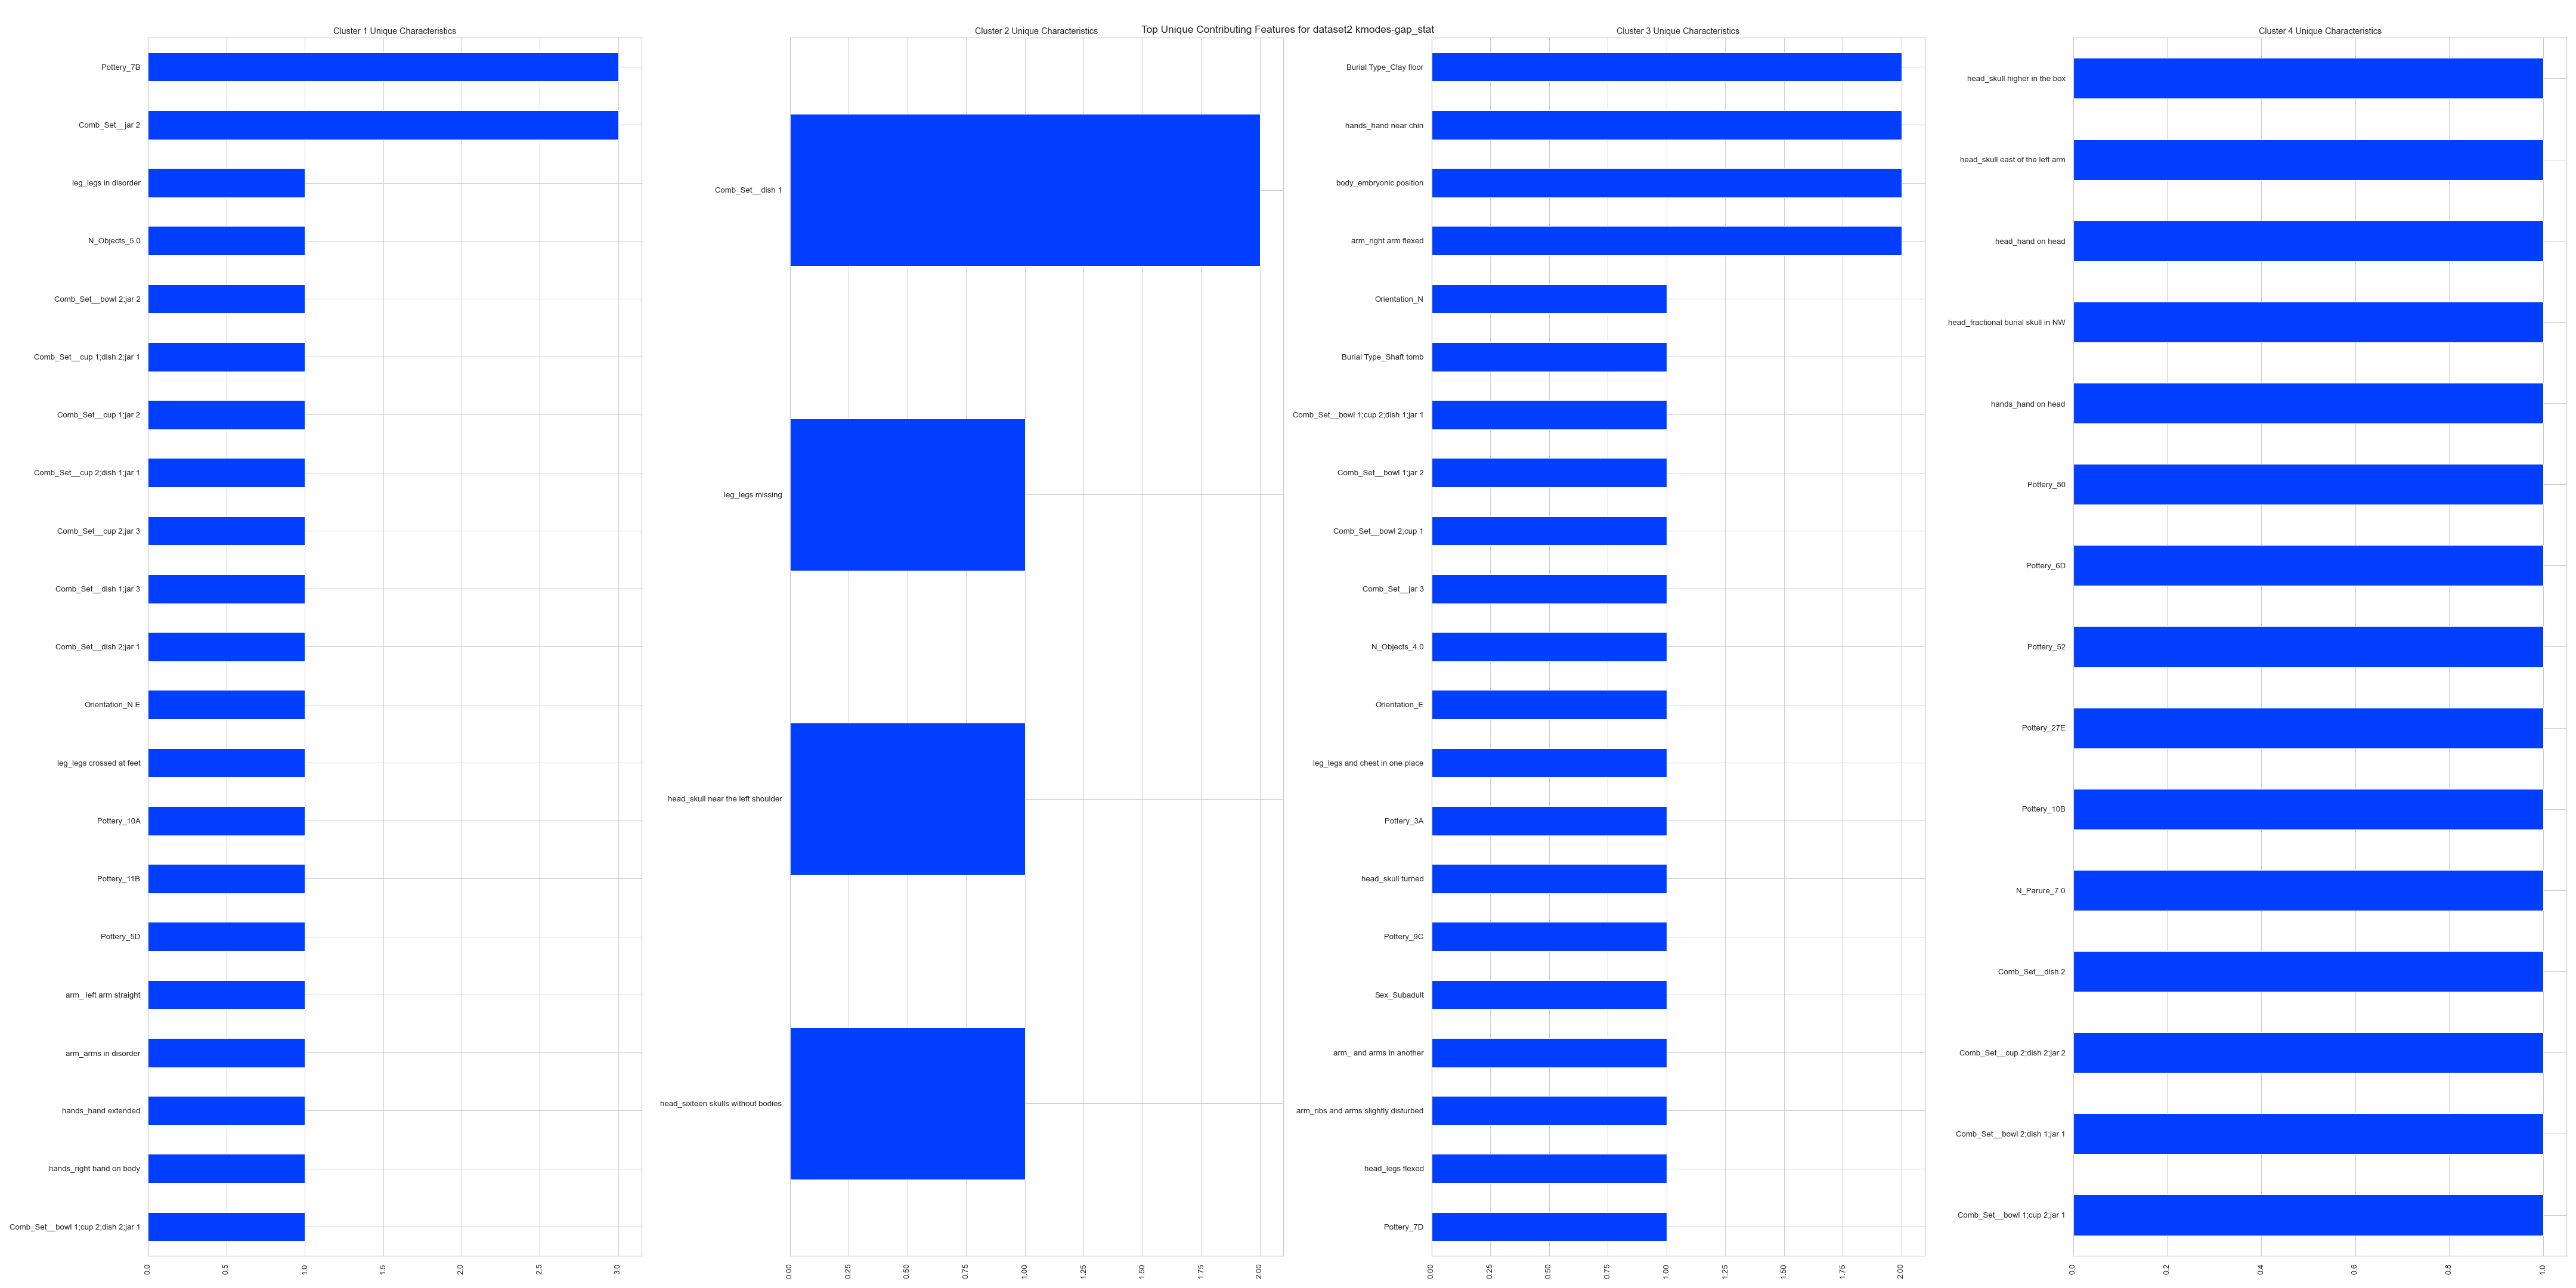 Top Unique Contributing Features for dataset2 kmodes-gap_stat
Cluster 1 Unique Characteristics
Pottery_7B
Comb_Set__jar 2
leg_legs in disorder
N_Objects_5.0
Comb_Set__bowl 2;jar 2
Comb_Set__cup 1;dish 2;jar 1
Comb_Set__cup 1;jar 2
Comb_Set__cup 2;dish 1;jar 1
Comb_Set__cup 2;jar 3
Comb_Set__dish 1;jar 3
Comb_Set__dish 2;jar 1
Orientation_N.E
leg_legs crossed at feet
Pottery_10A
Pottery_11B
Pottery_5D
arm_ left arm straight
arm_arms in disorder
hands_hand extended
hands_right hand on body
Comb_Set__bowl 1;cup 2;dish 2;jar 1
0.0 0.5 1.0 1.5 2.0 2.5 3.0
Cluster 2 Unique Characteristics
Comb_Set__dish 1
leg_legs missing
head_skull near the left shoulder
head_sixteen skulls without bodies
0.00 0.25 0.50 0.75 1.00 1.25 1.50 1.75 2.00
Cluster 3 Unique Characteristics
Burial Type_Clay floor
hands_hand near chin
body_embryonic position
arm_right arm flexed
Orientation_N
Burial Type_Shaft tomb
Comb_Set__bowl 1;cup 2;dish 1;jar 1
Comb_Set__bowl 1;jar 2
Comb_Set__bowl 2;cup 1
Comb_Set__jar 3
N_Objects_4.0
Orientation_E
leg_legs and chest in one place
Pottery_3A
head_skull turned
Pottery_9C
Sex_Subadult
arm_ and arms in another
arm_ribs and arms slightly disturbed
head_legs flexed
Pottery_7D
0.00 0.25 0.50 0.75 1.00 1.25 1.50 1.75 2.00
Cluster 4 Unique Characteristics
head_skull higher in the box
head_skull east of the left arm
head_hand on head
head_fractional burial skull in NW
hands_hand on head
Pottery_80
Pottery_6D
Pottery_52
Pottery_27E
Pottery_10B
N_Parure_7.0
Comb_Set__dish 2
Comb_Set__cup 2;dish 2;jar 2
Comb_Set__bowl 2;dish 1;jar 1
Comb_Set__bowl 1;cup 2;jar 1
0.0 0.2 0.4 0.6 0.8 1.0